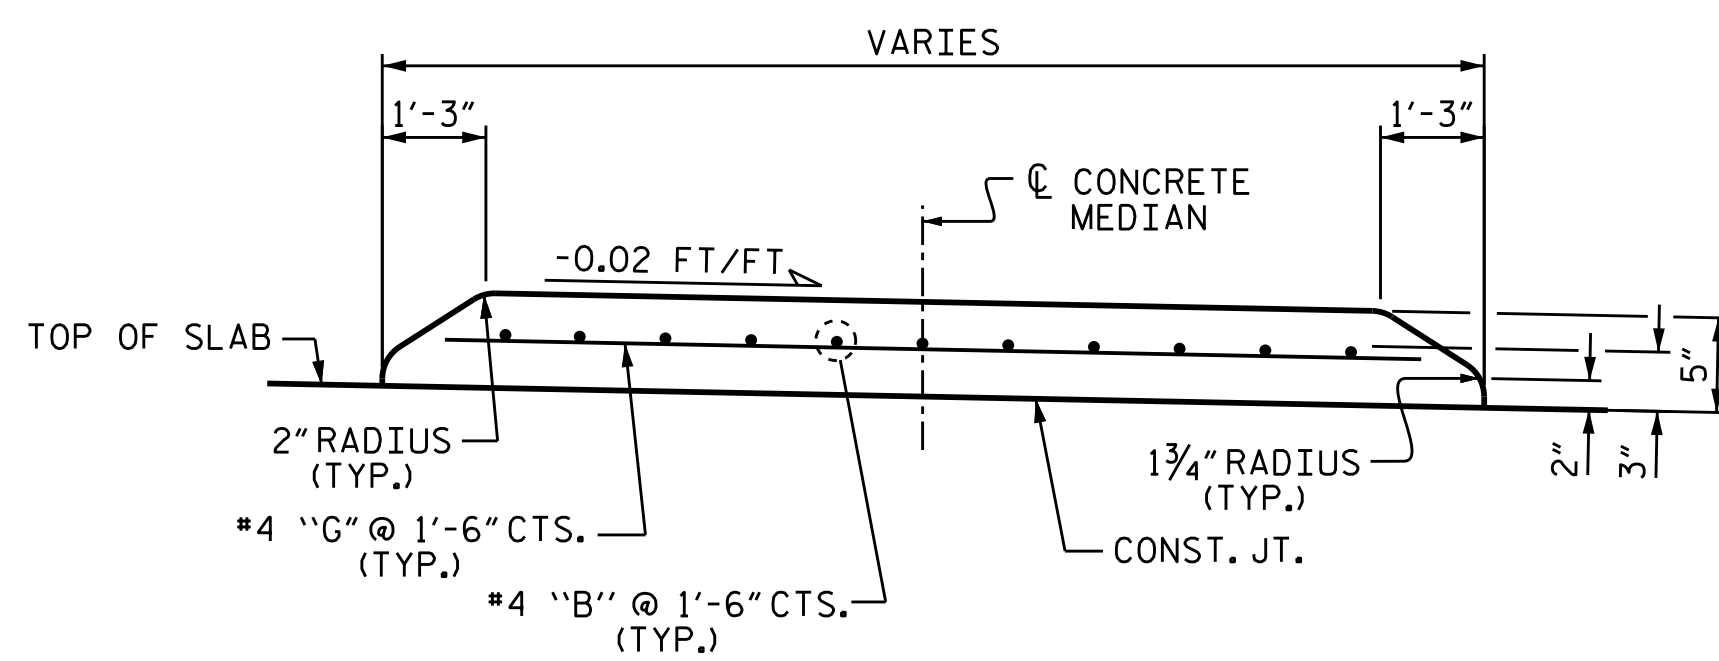 VARIES
1'-3"
1'-3"
℄ CONCRETE
MEDIAN
-0.02 FT/FT
TOP OF SLAB
5"
2"
3"
2" RADIUS
(TYP.)
1¾" RADIUS
(TYP.)
#4 "G" @ 1'-6" CTS.
(TYP.)
CONST. JT.
#4 "B" @ 1'-6" CTS.
(TYP.)